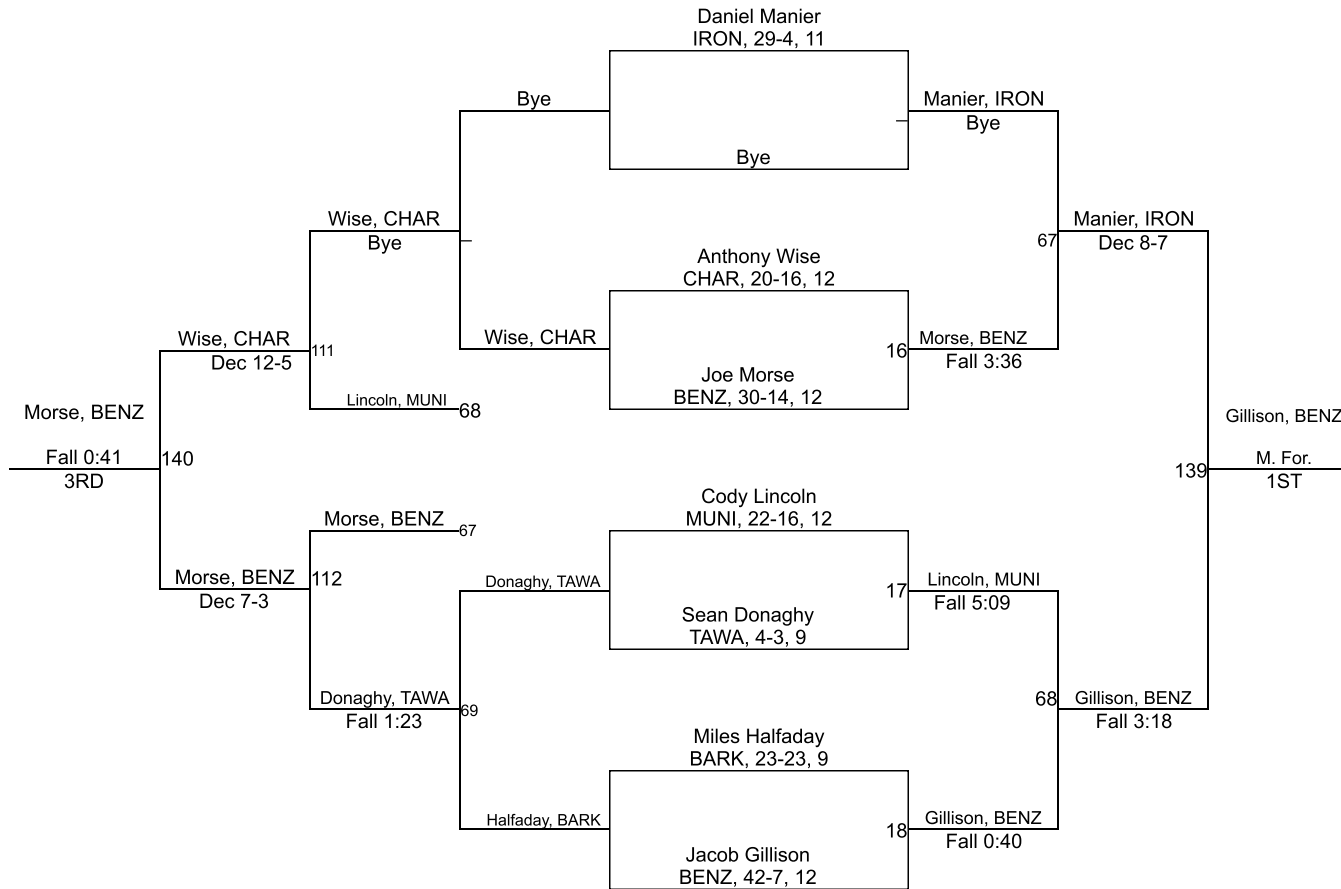 Daniel Manier
IRON, 29-4, 11
Bye
Manier, IRON
Bye
Bye
Wise, CHAR
Bye
Manier, IRON
Dec 8-7
67
Anthony Wise
CHAR, 20-16, 12
Wise, CHAR
Morse, BENZ
Fall 3:36
16
Joe Morse
BENZ, 30-14, 12
Wise, CHAR
Dec 12-5
111
Lincoln, MUNI
68
Morse, BENZ
Fall 0:41
3RD
140
Gillison, BENZ
M. For.
1ST
139
Cody Lincoln
MUNI, 22-16, 12
Morse, BENZ
67
Morse, BENZ
Dec 7-3
112
Donaghy, TAWA
17
Lincoln, MUNI
Fall 5:09
Sean Donaghy
TAWA, 4-3, 9
Donaghy, TAWA
Fall 1:23
69
68
Gillison, BENZ
Fall 3:18
Miles Halfaday
BARK, 23-23, 9
Halfaday, BARK
18
Gillison, BENZ
Fall 0:40
Jacob Gillison
BENZ, 42-7, 12